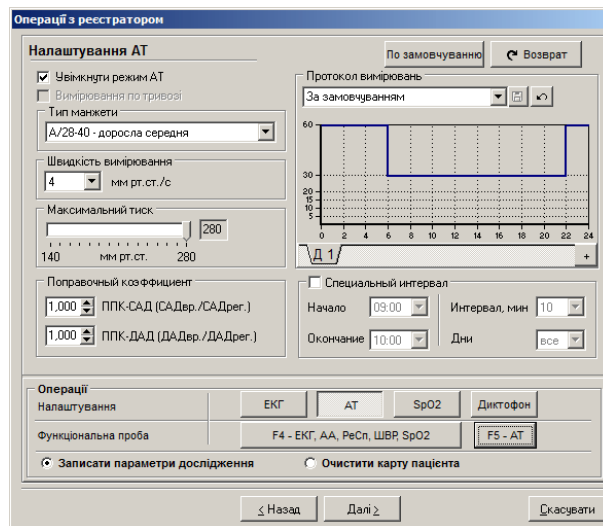 Операції з реєстратором
Налаштування АТ
По замовчуванню
Возврат
Увімкнути режим АТ
Вимірювання по тривозі
Тип манжети
А/28-40 - доросла середня
Швидкість вимірювання
4 мм рт.ст./с
Максимальний тиск
280
140 мм рт.ст. 280
Поправочный коэффициент
1,000 ППК-САД (САДвр./САДрег.)
1,000 ППК-ДАД (ДАДвр./ДАДрег.)
Протокол вимірювань
За замовчуванням
60
30
20
15
10
5
0 2 4 6 8 10 12 14 16 18 20 22 24
Д 1
+
Специальный интервал
Начало 09:00 Интервал, мин 10
Окончание 10:00 Дни все
Операції
Налаштування ЕКГ АТ SpO2 Диктофон
Функціональна проба F4 - ЕКГ, АА, РеСп, ШВР, SpO2 F5 - АТ
Записати параметри дослідження Очистити карту пацієнта
< Назад Далі > Скасувати